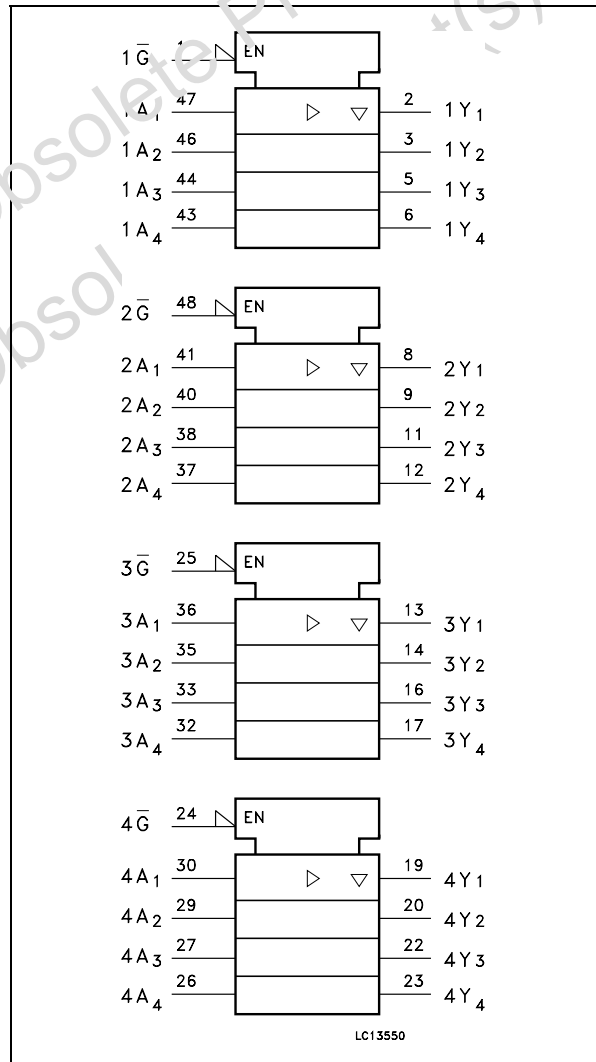 Obsolete
1G̅ EN
A₁ 47 2 1Y₁
1A₂ 46 3 1Y₂
1A₃ 44 5 1Y₃
1A₄ 43 6 1Y₄
2G̅ 48 EN
2A₁ 41 8 2Y₁
2A₂ 40 9 2Y₂
2A₃ 38 11 2Y₃
2A₄ 37 12 2Y₄
3G̅ 25 EN
3A₁ 36 13 3Y₁
3A₂ 35 14 3Y₂
3A₃ 33 16 3Y₃
3A₄ 32 17 3Y₄
4G̅ 24 EN
4A₁ 30 19 4Y₁
4A₂ 29 20 4Y₂
4A₃ 27 22 4Y₃
4A₄ 26 23 4Y₄
LC13550